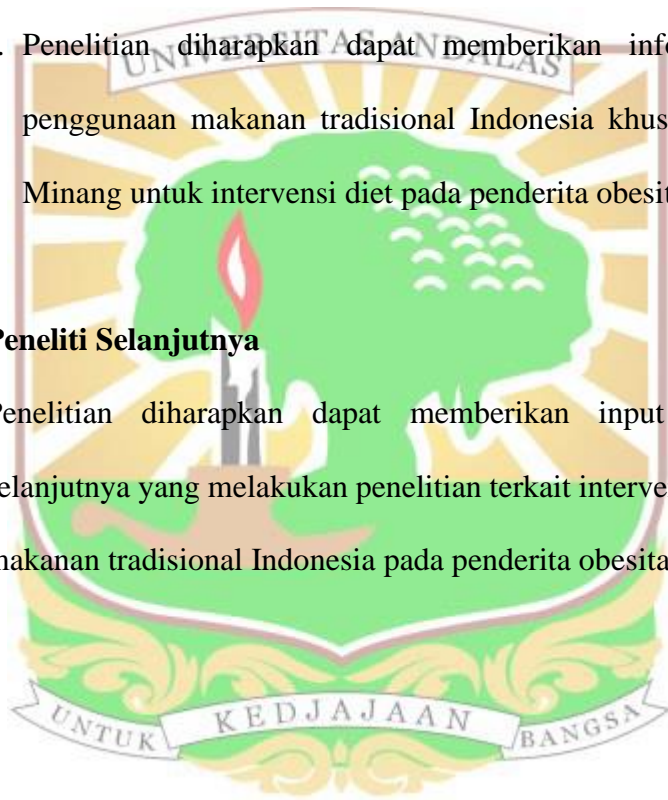 UNIVERSITAS ANDALAS
. Penelitian diharapkan dapat memberikan info
penggunaan makanan tradisional Indonesia khus
Minang untuk intervensi diet pada penderita obesit
Peneliti Selanjutnya
Penelitian diharapkan dapat memberikan input
elanjutnya yang melakukan penelitian terkait interve
makanan tradisional Indonesia pada penderita obesita
UNTUK KEDJAJAAN BANGSA